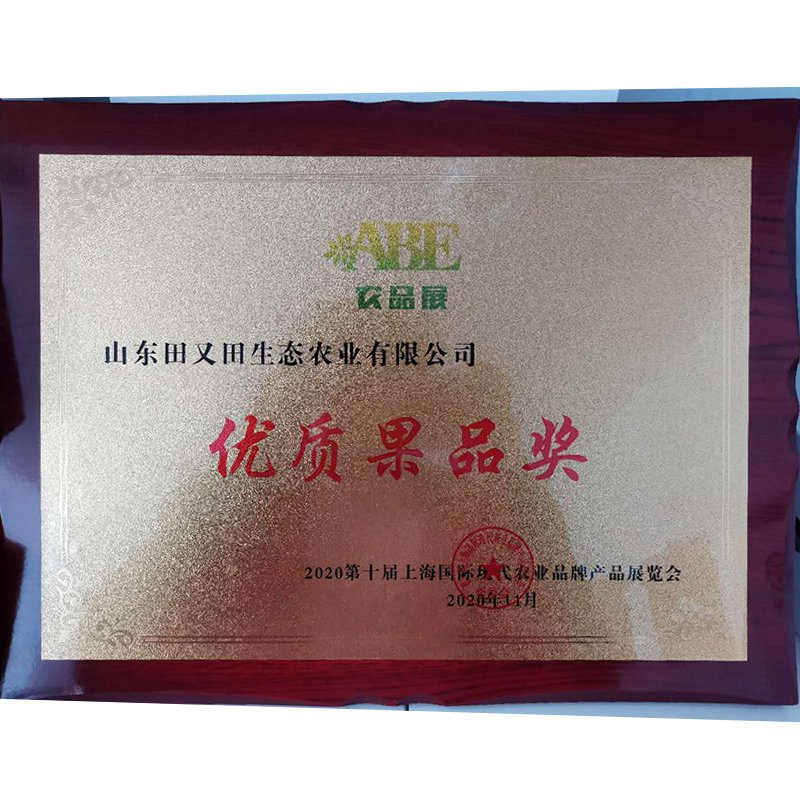 ABE
农品展
山东田又田生态农业有限公司
优质果品奖
2020第十届上海国际现代农业品牌产品展览会
2020年11月